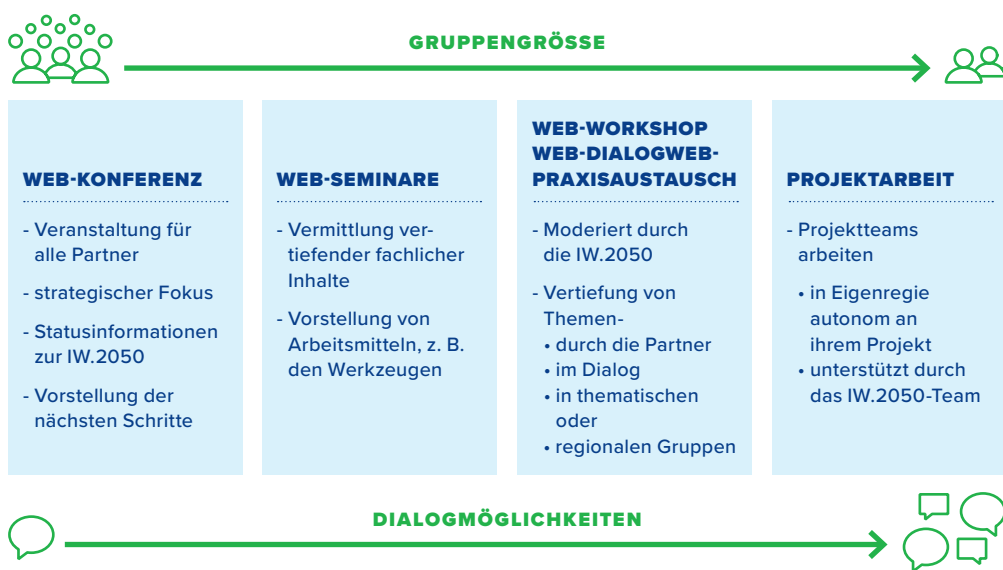 GRUPPENGRÖSSE
WEB-KONFERENZ
- Veranstaltung für
alle Partner
- strategischer Fokus
- Statusinformationen
zur IW.2050
- Vorstellung der
nächsten Schritte
WEB-SEMINARE
- Vermittlung ver-
tiefender fachlicher
Inhalte
- Vorstellung von
Arbeitsmitteln, z. B.
den Werkzeugen
WEB-WORKSHOP
WEB-DIALOGWEB-
PRAXISAUSTAUSCH
- Moderiert durch
die IW.2050
- Vertiefung von
Themen-
• durch die Partner
• im Dialog
• in thematischen
oder
• regionalen Gruppen
PROJEKTARBEIT
- Projektteams
arbeiten
• in Eigenregie
autonom an
ihrem Projekt
• unterstützt durch
das IW.2050-Team
DIALOGMÖGLICHKEITEN